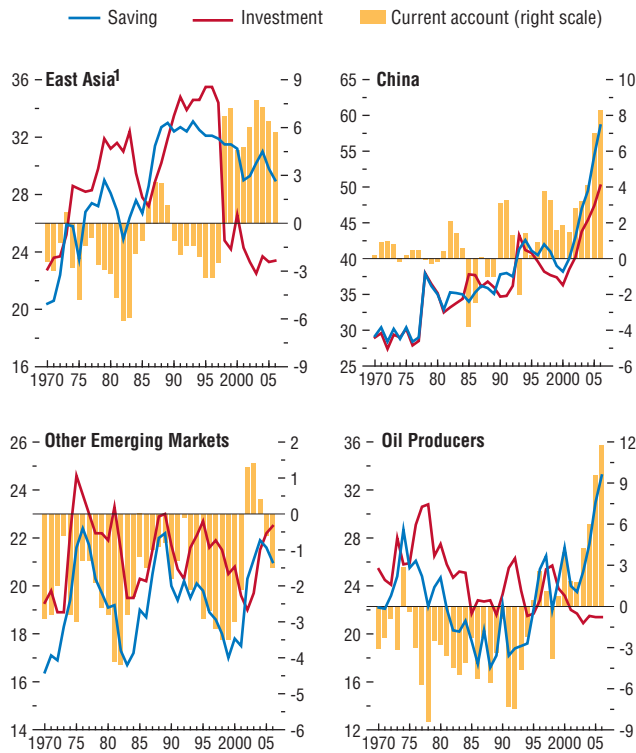 Saving Investment Current account (right scale)
East Asia¹
36 32 28 24 20 16
9 6 3 0 -3 -6 -9
1970 75 80 85 90 95 2000 05
China
65 60 55 50 45 40 35 30 25
10 8 6 4 2 0 -2 -4 -6
1970 75 80 85 90 95 2000 05
Other Emerging Markets
26 24 22 20 18 16 14
2 1 0 -1 -2 -3 -4 -5 -6
1970 75 80 85 90 95 2000 05
Oil Producers
36 32 28 24 20 16 12
12 9 6 3 0 -3 -6 -9
1970 75 80 85 90 95 2000 05